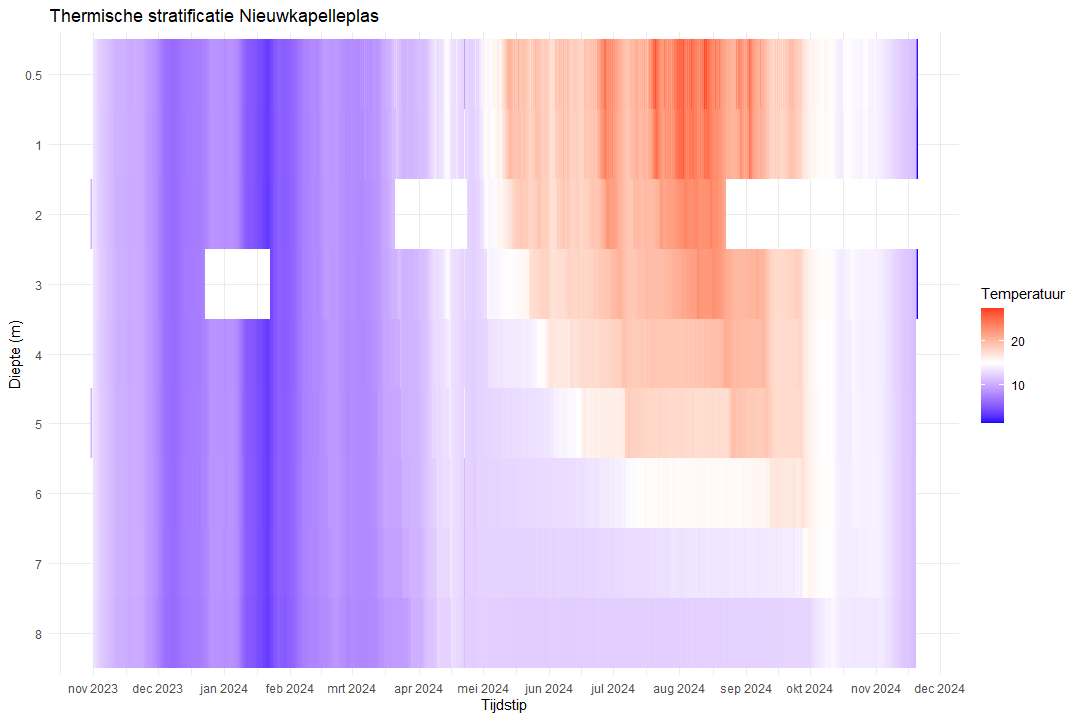 Thermische stratificatie Nieuwkapelleplas
0.5
1
2
3
4
5
6
7
8
Diepte (m)
nov 2023 dec 2023 jan 2024 feb 2024 mrt 2024 apr 2024 mei 2024 jun 2024 jul 2024 aug 2024 sep 2024 okt 2024 nov 2024 dec 2024
Tijdstip
Temperatuur
20
10